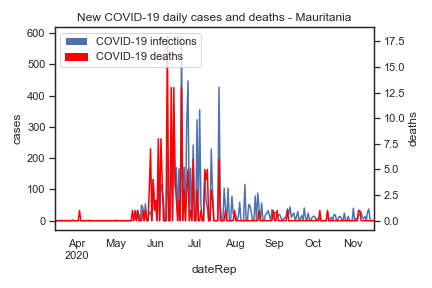 New COVID-19 daily cases and deaths - Mauritania
COVID-19 infections
COVID-19 deaths
600
500
400
300
200
100
0
cases
17.5
15.0
12.5
10.0
7.5
5.0
2.5
0.0
deaths
Apr May Jun Jul Aug Sep Oct Nov
2020
dateRep